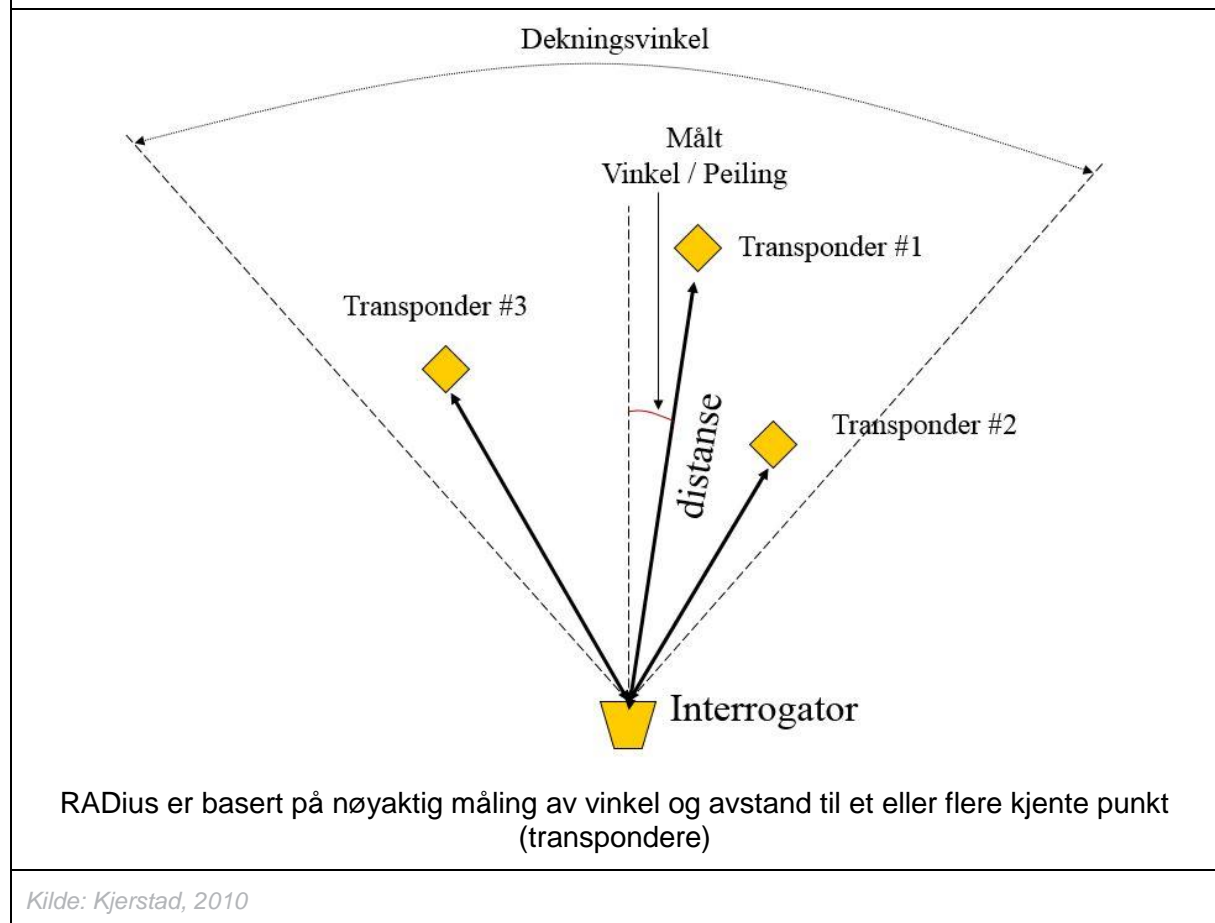 Dekningsvinkel
Målt
Vinkel / Peiling
Transponder #1
Transponder #3
distanse
Transponder #2
Interrogator
RADius er basert på nøyaktig måling av vinkel og avstand til et eller flere kjente punkt
(transpondere)
Kilde: Kjerstad, 2010